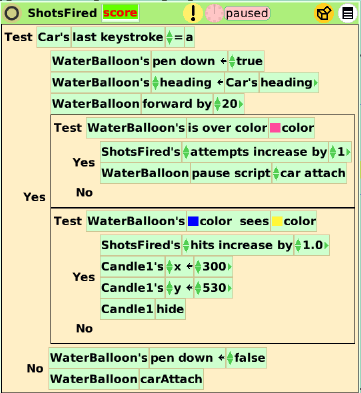 ShotsFired score ! paused
Test Car's last keystroke = a
WaterBalloon's pen down ← true
WaterBalloon's heading ← Car's heading
WaterBalloon forward by 20
Test WaterBalloon's is over color color
Yes ShotsFired's attempts increase by 1
WaterBalloon pause script car attach
No
Yes
Test WaterBalloon's color sees color
ShotsFired's hits increase by 1.0
Candle1's x ← 300
Yes
Candle1's y ← 530
Candle1 hide
No
WaterBalloon's pen down ← false
No
WaterBalloon carAttach